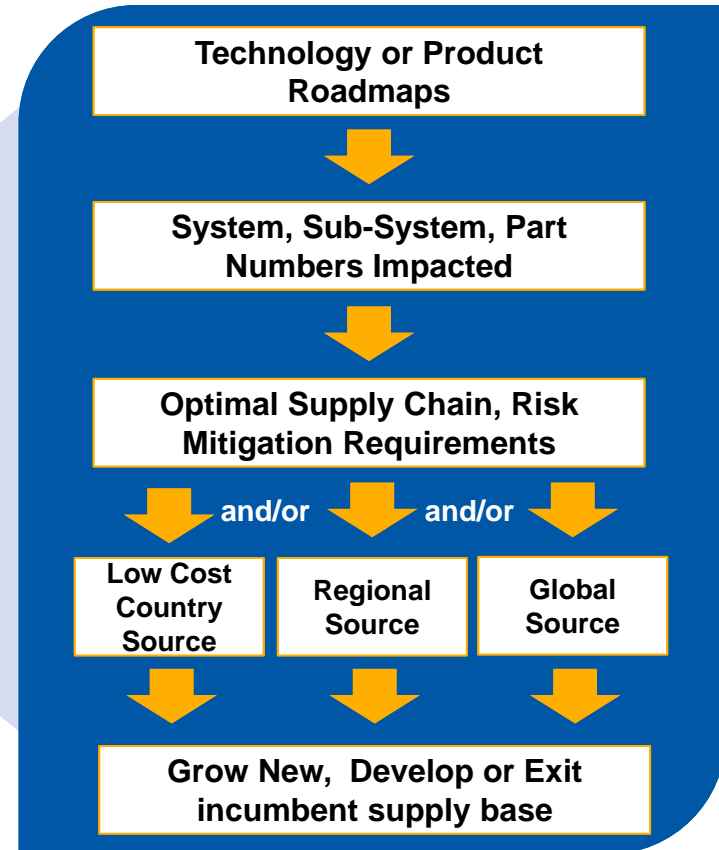 Technology or Product
Roadmaps
System, Sub-System, Part
Numbers Impacted
Optimal Supply Chain, Risk
Mitigation Requirements
and/or
and/or
Low Cost
Country
Source
Regional
Source
Global
Source
Grow New,  Develop or Exit
incumbent supply base